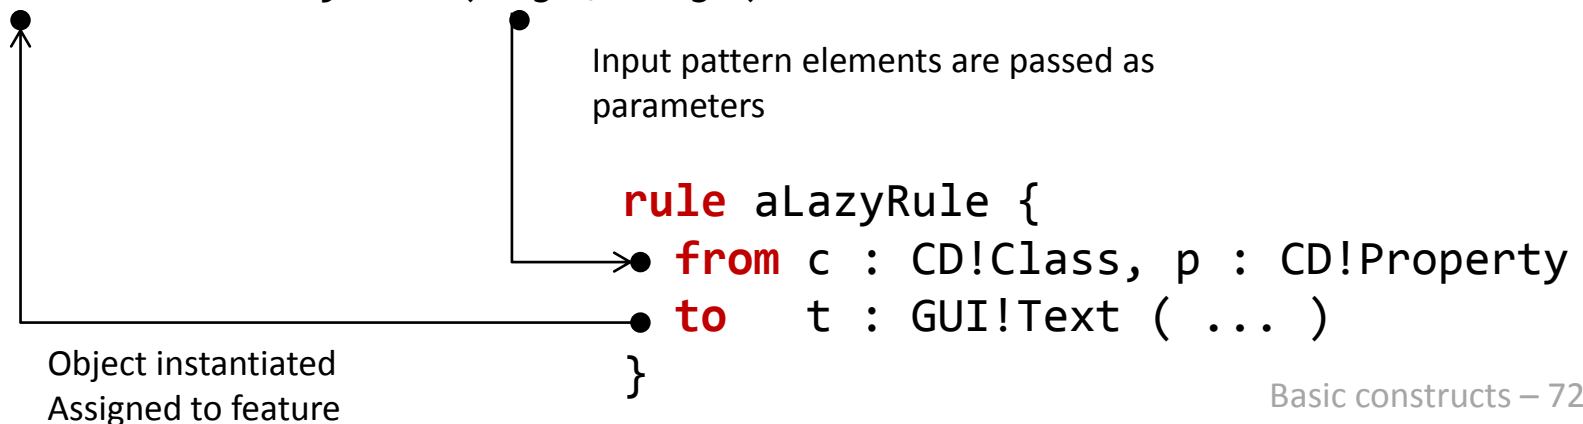 Input pattern elements are passed as
parameters
rule aLazyRule {
from c : CD!Class, p : CD!Property
to t : GUI!Text ( ... )
}
Object instantiated
Assigned to feature
Basic constructs – 72